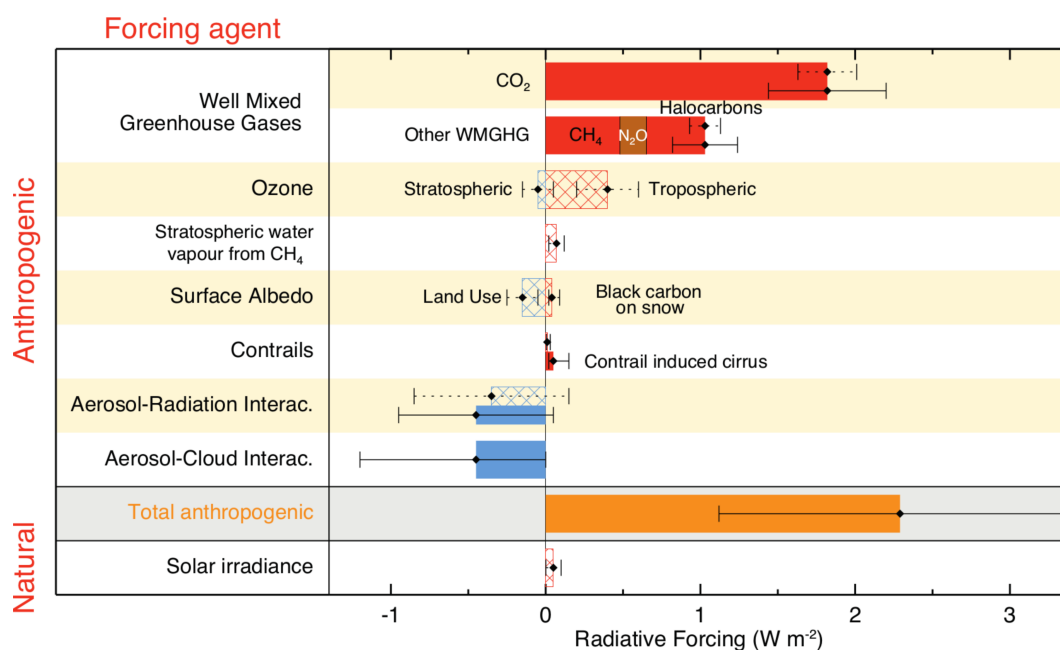 Forcing agent
Anthropogenic
Natural
Well Mixed
Greenhouse Gases
CO₂
Other WMGHG
CH₄
N₂O
Halocarbons
Ozone
Stratospheric
Tropospheric
Stratospheric water
vapour from CH₄
Surface Albedo
Land Use
Black carbon
on snow
Contrails
Contrail induced cirrus
Aerosol-Radiation Interac.
Aerosol-Cloud Interac.
Total anthropogenic
Solar irradiance
-1
0
1
2
3
Radiative Forcing (W m⁻²)